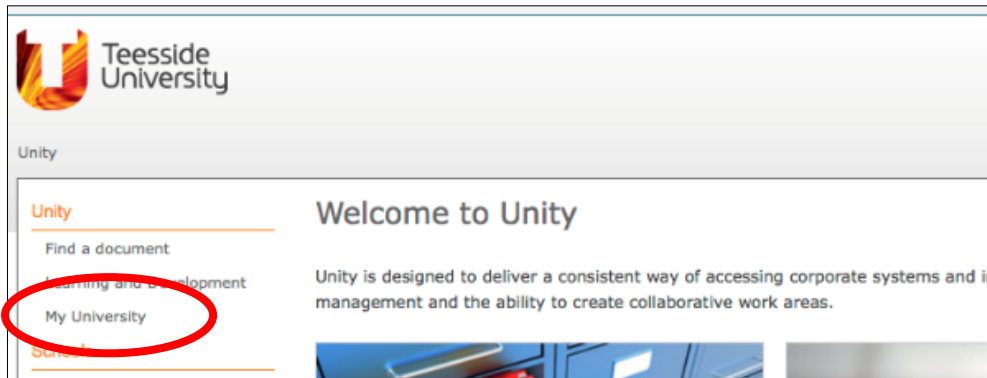 Teesside
University
Unity
Unity
Find a document
Learning and Development
My University
Schools
Welcome to Unity
Unity is designed to deliver a consistent way of accessing corporate systems and
management and the ability to create collaborative work areas.